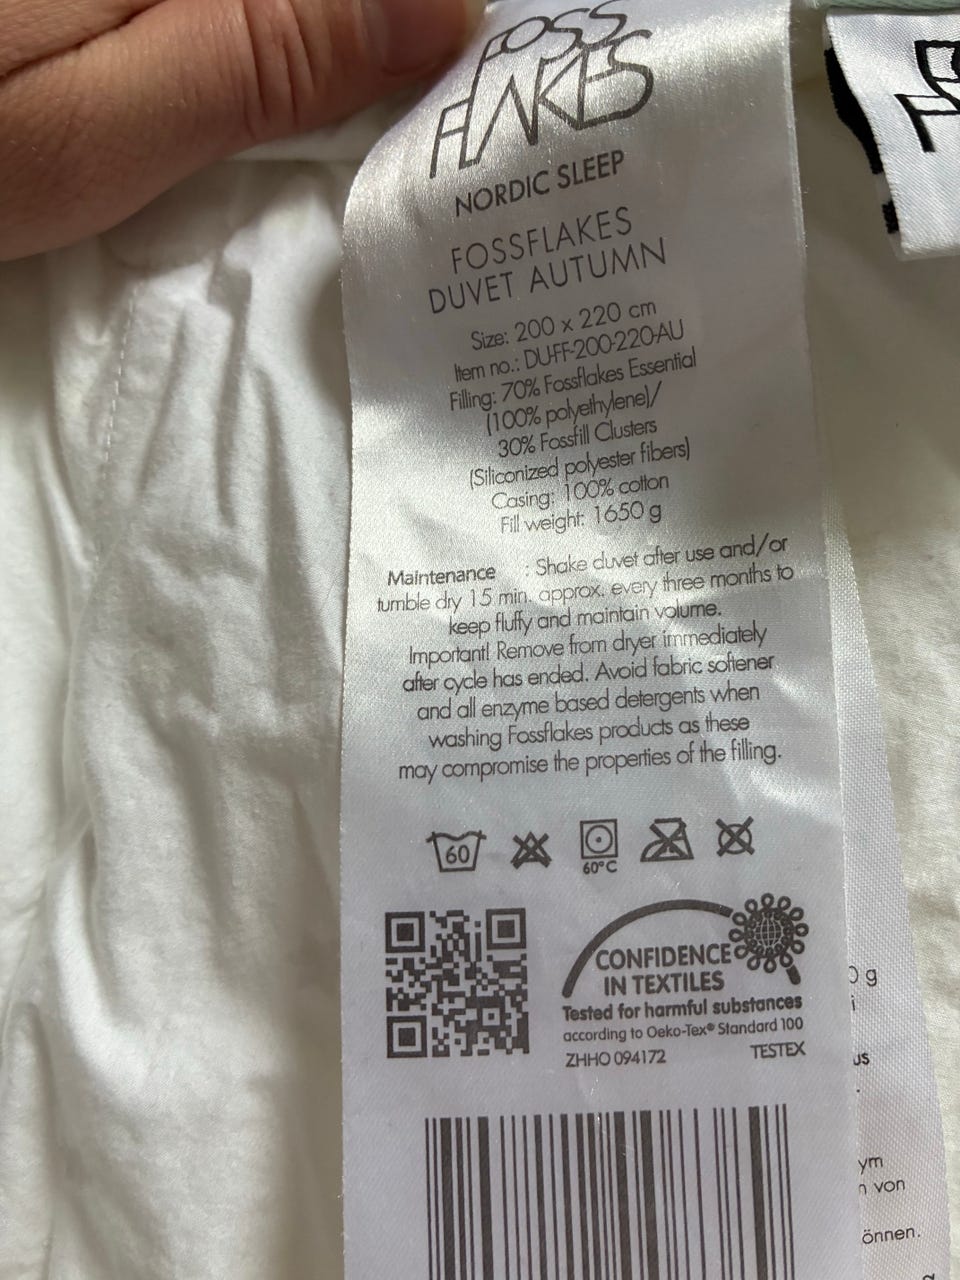 FOSS
FLAKES
NORDIC SLEEP
FOSSFLAKES
DUVET AUTUMN
Size: 200 x 220 cm
Item no.: DU-FF-200-220-AU
Filling: 70% Fossflakes Essential
(100% polyethylene)/
30% Fossfill Clusters
(Siliconized polyester fibers)
Casing: 100% cotton
Fill weight: 1650 g
Maintenance : Shake duvet after use and/or
tumble dry 15 min. approx. every three months to
keep fluffy and maintain volume.
Important! Remove from dryer immediately
after cycle has ended. Avoid fabric softener
and all enzyme based detergents when
washing Fossflakes products as these
may compromise the properties of the filling.
60
60°C
CONFIDENCE
IN TEXTILES
Tested for harmful substances
according to Oeko-Tex® Standard 100
ZHHO 094172 TESTEX
0 g
i
us
.
ym
n von
önnen.